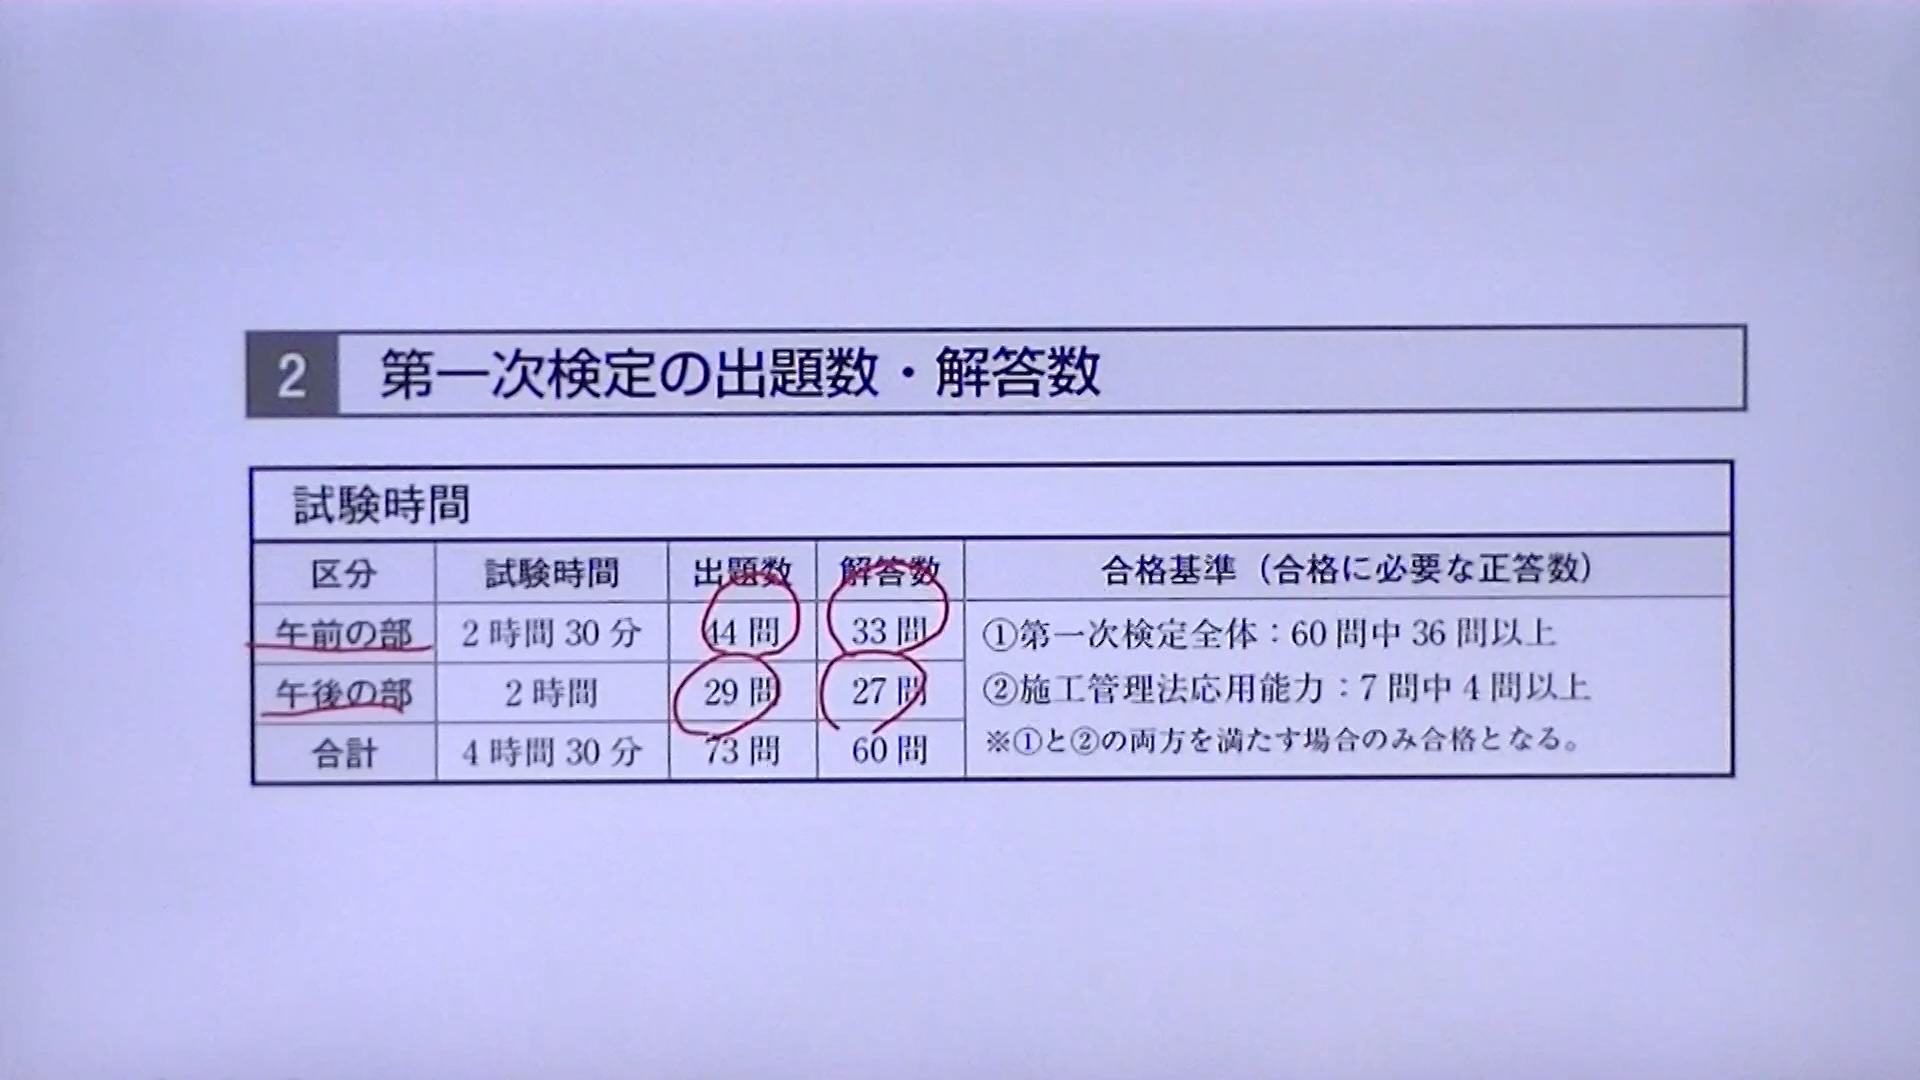 2 第一次検定の出題数・解答数
試験時間
区分 試験時間 出題数 解答数 合格基準（合格に必要な正答数）
午前の部 2時間30分 44問 33問 ①第一次検定全体：60問中36問以上
午後の部 2時間 29問 27問 ②施工管理法応用能力：7問中4問以上
合計 4時間30分 73問 60問 ※①と②の両方を満たす場合のみ合格となる。